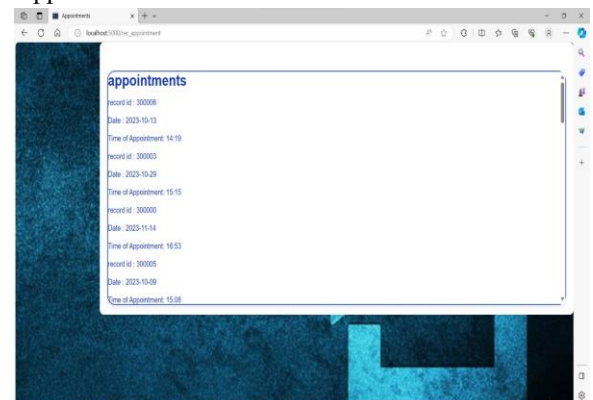 Appointments
localhost:5000/re_appointment
appointments
record id : 300006
Date : 2023-10-13
Time of Appointment: 14:19
record id : 300003
Date : 2023-10-29
Time of Appointment: 15:15
record id : 300000
Date : 2023-11-14
Time of Appointment: 16:53
record id : 300005
Date : 2023-10-09
Time of Appointment: 15:08